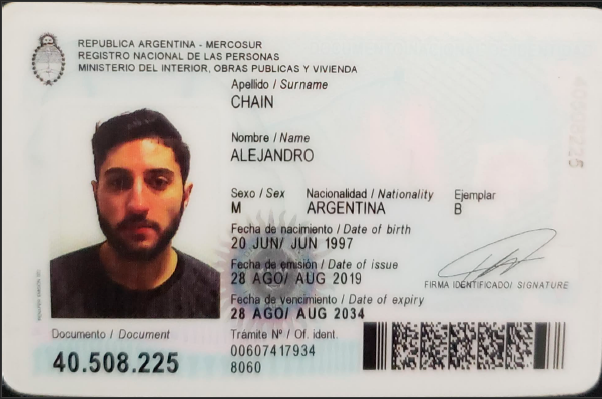 REPUBLICA ARGENTINA - MERCOSUR
REGISTRO NACIONAL DE LAS PERSONAS
MINISTERIO DEL INTERIOR, OBRAS PUBLICAS Y VIVIENDA
Apellido / Surname
CHAIN
Nombre / Name
ALEJANDRO
Sexo / Sex Nacionalidad / Nationality Ejemplar
M ARGENTINA B
Fecha de nacimiento / Date of birth
20 JUN/ JUN 1997
Fecha de emisión / Date of issue
28 AGO/ AUG 2019
FIRMA IDENTIFICADO/ SIGNATURE
Fecha de vencimiento / Date of expiry
28 AGO/ AUG 2034
Documento / Document Trámite Nº / Of. ident.
40.508.225 00607417934
8060